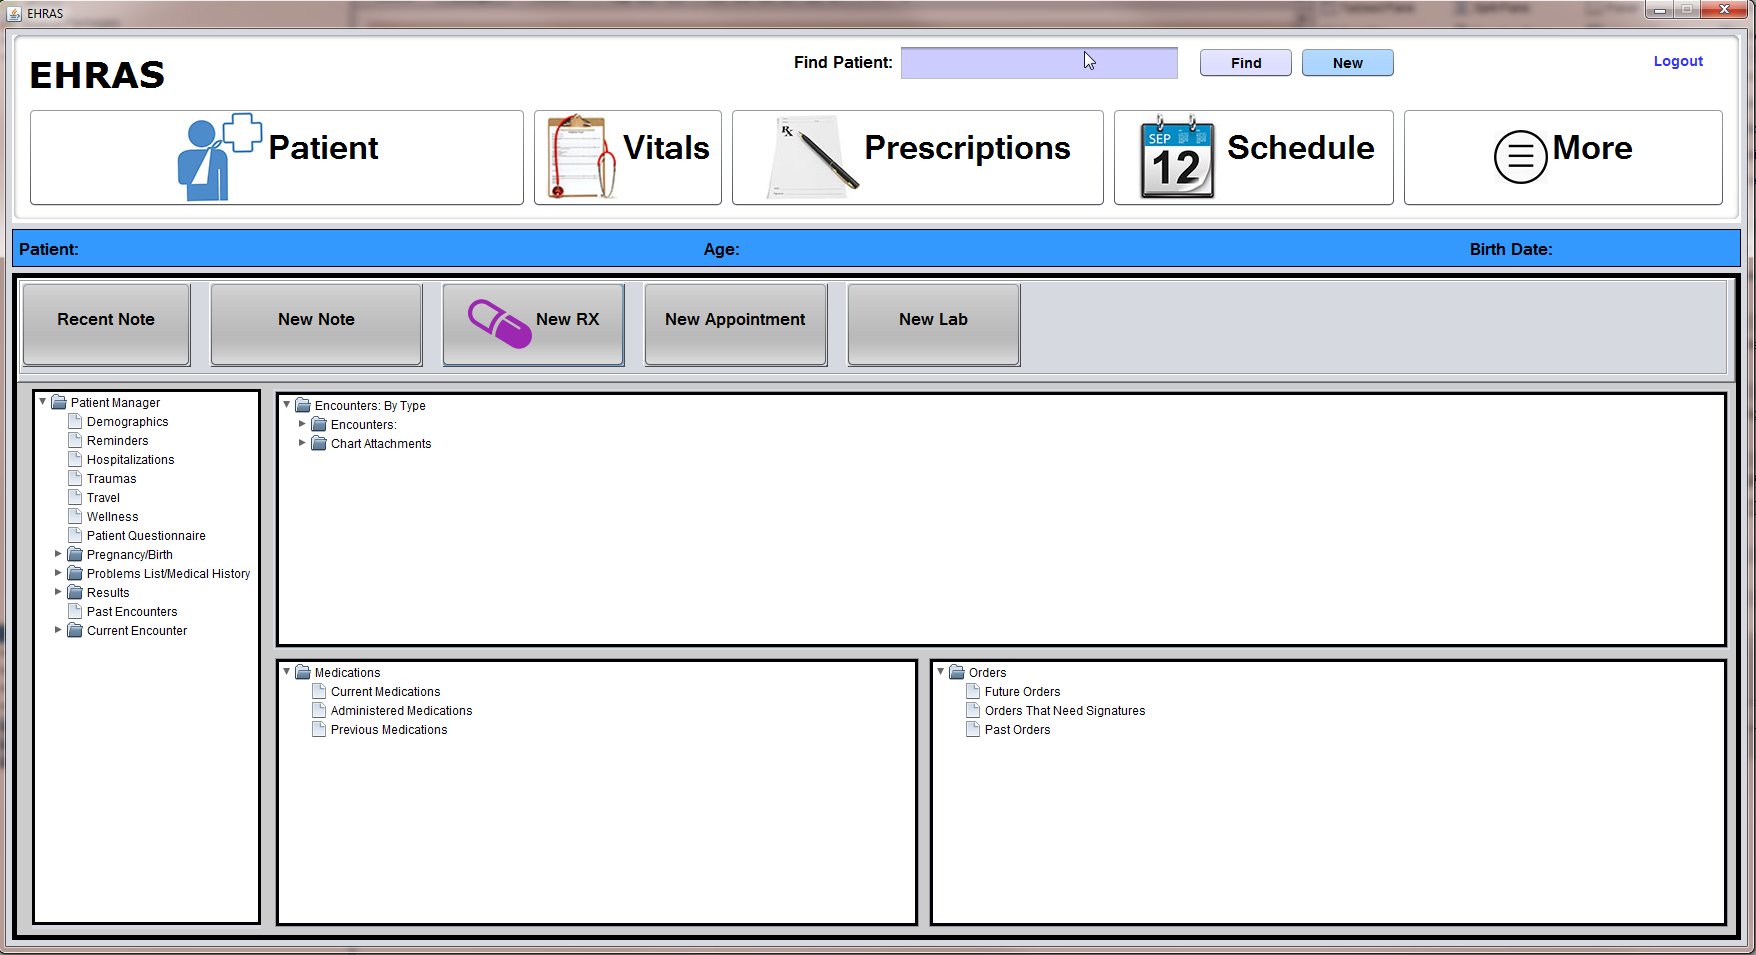 EHRAS
EHRAS
Find Patient:
Find
New
Logout
Patient
Vitals
Rx
Prescriptions
SEP
12
Schedule
More
Patient:
Age:
Birth Date:
Recent Note
New Note
New RX
New Appointment
New Lab
Patient Manager
Demographics
Reminders
Hospitalizations
Traumas
Travel
Wellness
Patient Questionnaire
Pregnancy/Birth
Problems List/Medical History
Results
Past Encounters
Current Encounter
Encounters: By Type
Encounters:
Chart Attachments
Medications
Current Medications
Administered Medications
Previous Medications
Orders
Future Orders
Orders That Need Signatures
Past Orders